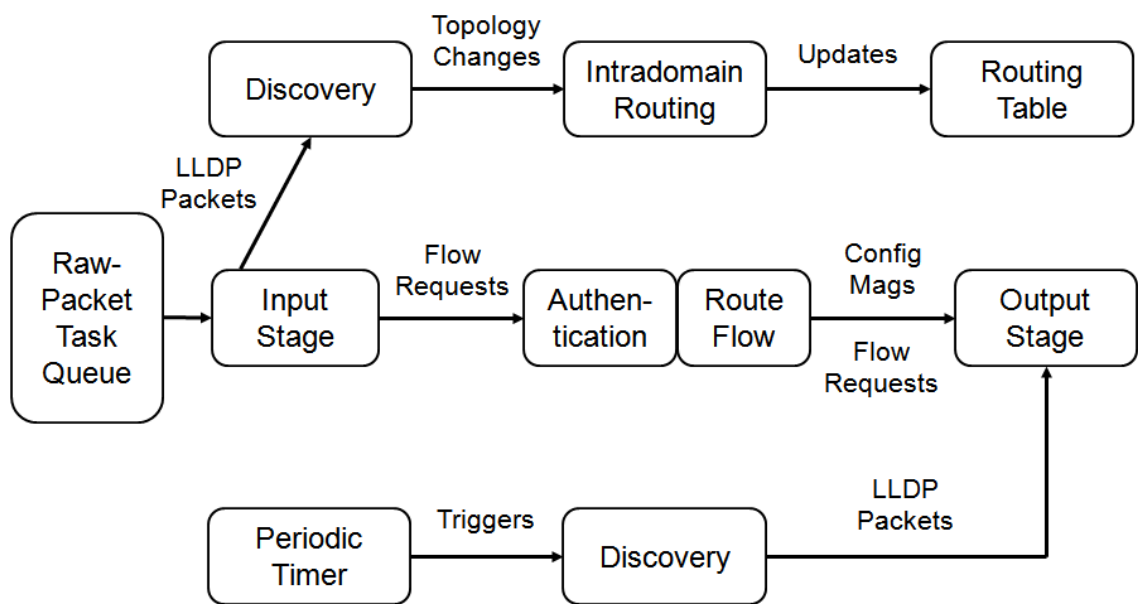 Topology
Changes
Discovery
Intradomain
Routing
Updates
Routing
Table
LLDP
Packets
Raw-
Packet
Task
Queue
Input
Stage
Flow
Requests
Authen-
tication
Route
Flow
Config
Mags
Flow
Requests
Output
Stage
Periodic
Timer
Triggers
Discovery
LLDP
Packets